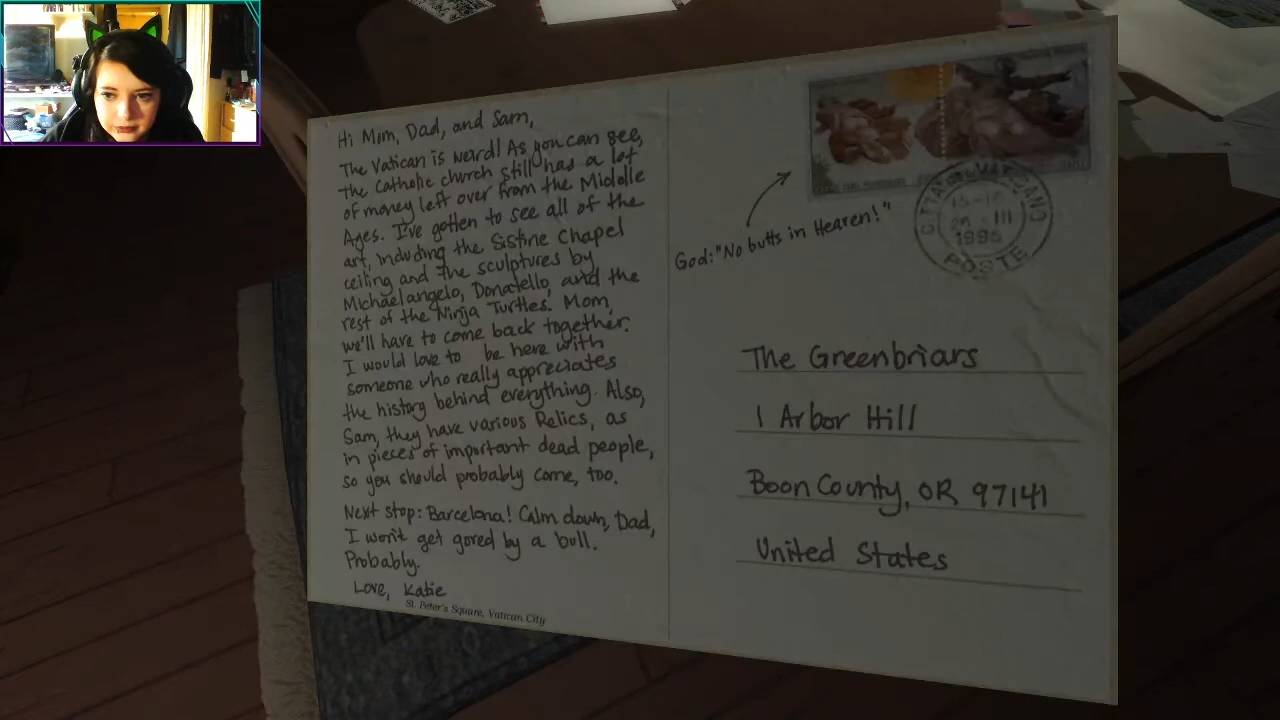 Hi Mom, Dad, and Sam,
The Vatican is weird! As you can see,
the Catholic church still has a lot
of money left over from the Middle
Ages. I've gotten to see all of the
art, including the Sistine Chapel
ceiling and the sculptures by
Michaelangelo, Donatello, and the
rest of the Ninja Turtles. Mom,
we'll have to come back together.
I would love to be here with
someone who really appreciates
the history behind everything. Also,
Sam, they have various Relics, as
in pieces of important dead people,
so you should probably come, too.
Next stop: Barcelona! Calm down, Dad,
I won't get gored by a bull.
Probably.
Love, Katie
St. Peter's Square, Vatican City
God: "No butts in Heaven!"
1995
POSTE
The Greenbriars
1 Arbor Hill
Boon County, OR 97141
United States